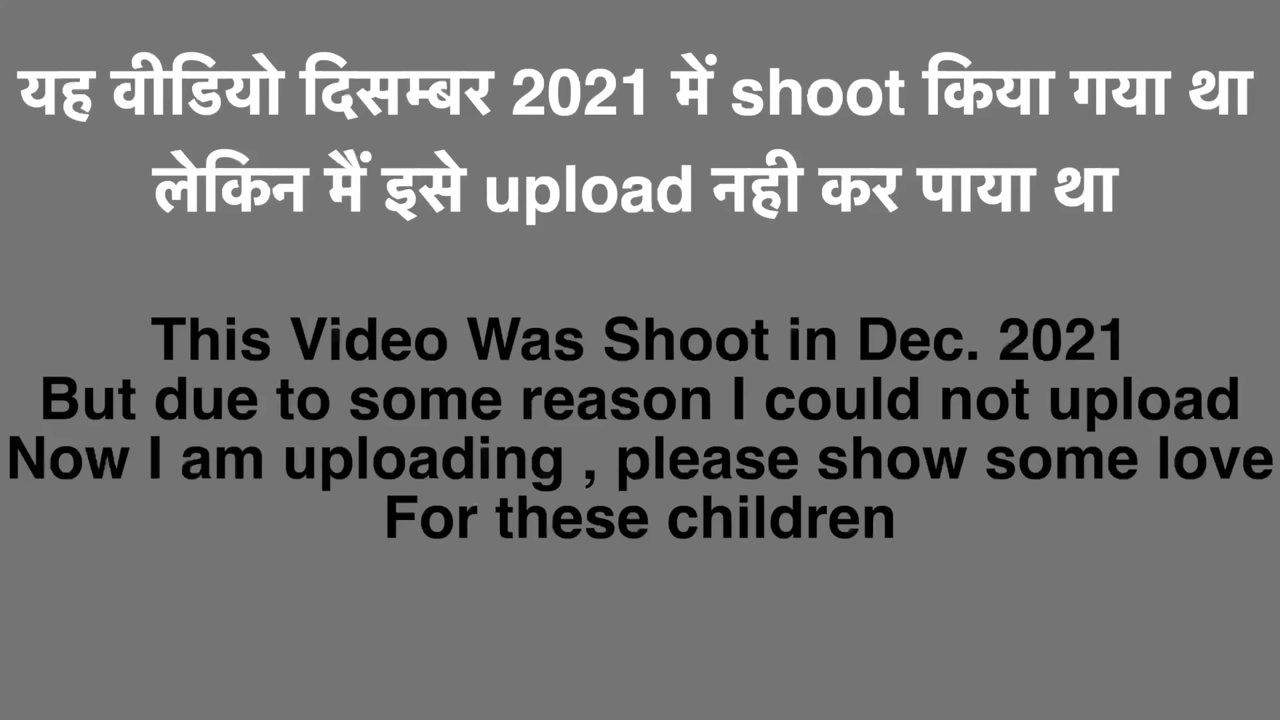 यह वीडियो दिसम्बर 2021 में shoot किया गया था
लेकिन मैं इसे upload नही कर पाया था
This Video Was Shoot in Dec. 2021
But due to some reason I could not upload
Now I am uploading , please show some love
For these children